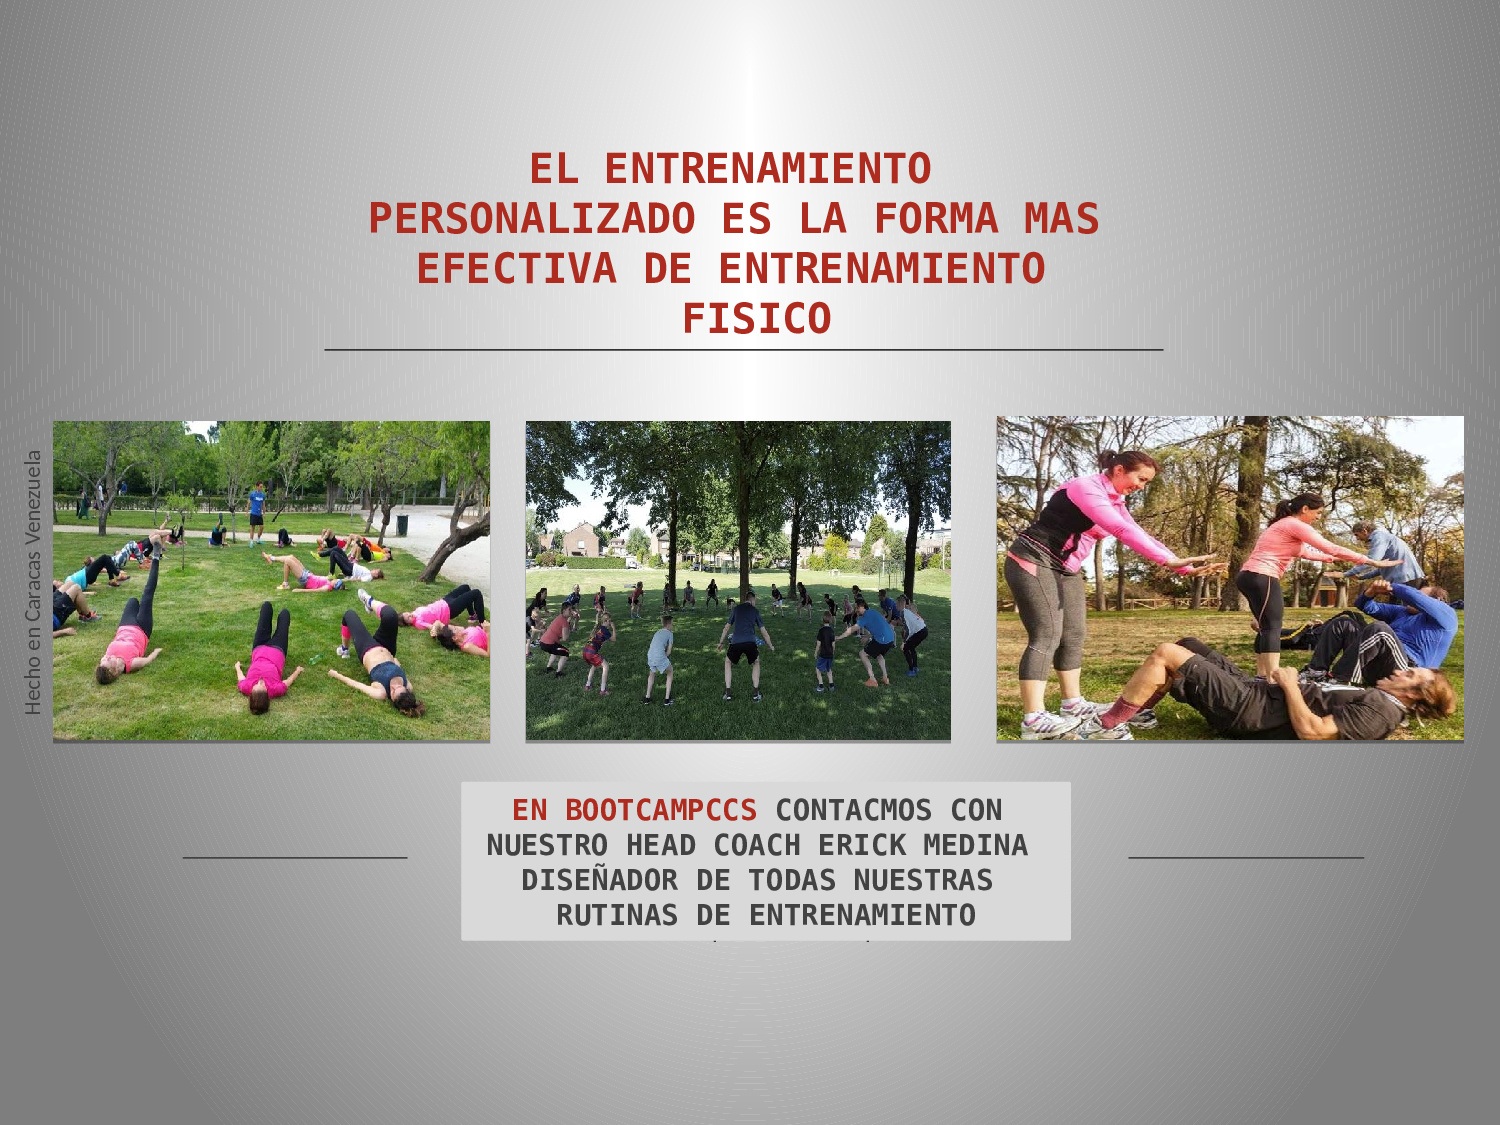 EL ENTRENAMIENTO
PERSONALIZADO ES LA FORMA MAS
EFECTIVA DE ENTRENAMIENTO
FISICO
Hecho en Caracas Venezuela
EN BOOTCAMPCCS CONTACMOS CON
NUESTRO HEAD COACH ERICK MEDINA
DISEÑADOR DE TODAS NUESTRAS
RUTINAS DE ENTRENAMIENTO